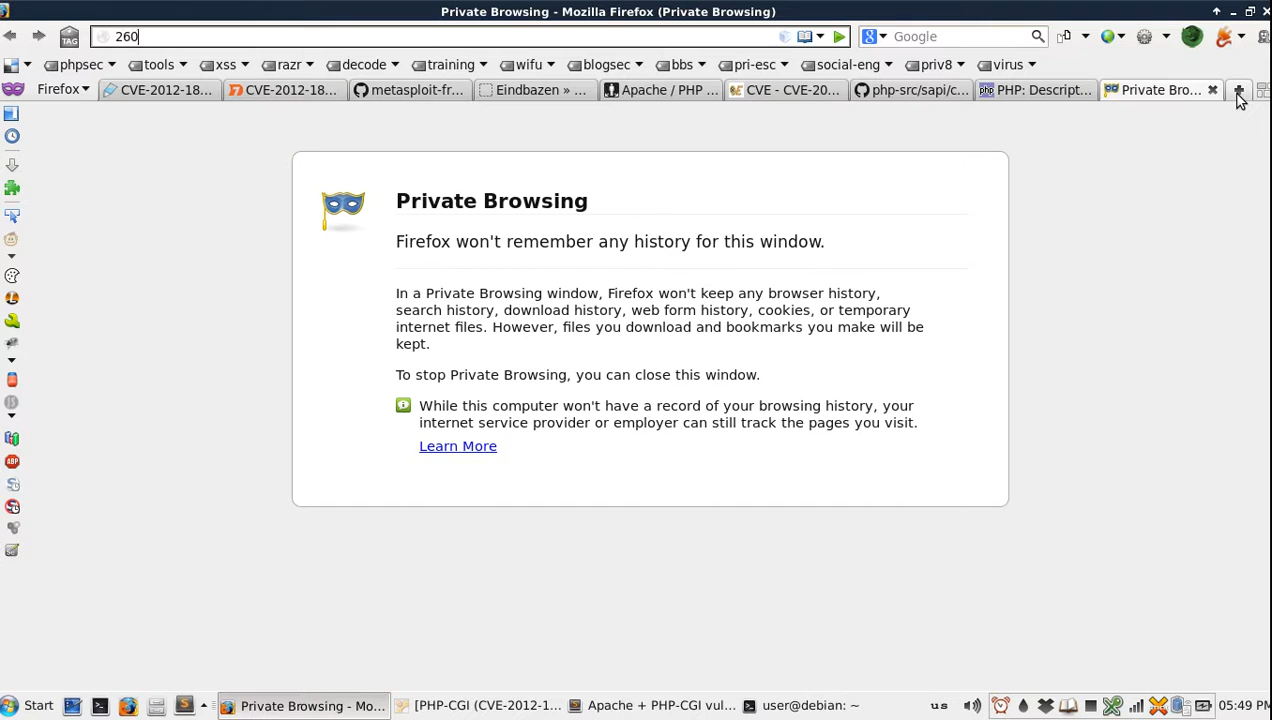 Private Browsing - Mozilla Firefox (Private Browsing)
TAG
260
Google
phpsec tools xss razr decode training wifu blogsec bbs pri-esc social-eng priv8 virus
Firefox CVE-2012-18... CVE-2012-18... metasploit-fr... Eindbazen » ... Apache / PHP ... CVE - CVE-20... php-src/sapi/c... php PHP: Descript... Private Bro...
Private Browsing
Firefox won't remember any history for this window.
In a Private Browsing window, Firefox won't keep any browser history,
search history, download history, web form history, cookies, or temporary
internet files. However, files you download and bookmarks you make will be
kept.
To stop Private Browsing, you can close this window.
While this computer won't have a record of your browsing history, your
internet service provider or employer can still track the pages you visit.
Learn More
ABP
Start Private Browsing - Mo... [PHP-CGI (CVE-2012-1... Apache + PHP-CGI vul... user@debian: ~ us 05:49 PM